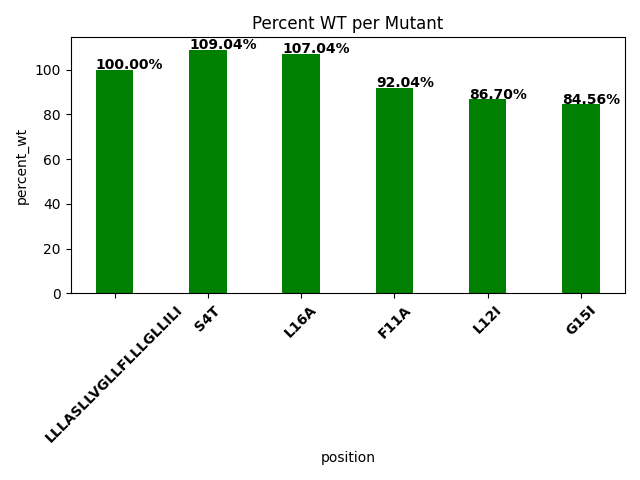 Percent WT per Mutant
percent_wt
100
80
60
40
20
0
100.00%
109.04%
107.04%
92.04%
86.70%
84.56%
LLLASLLVGLLFLLLGLLILI
S4T
L16A
F11A
L12I
G15I
position